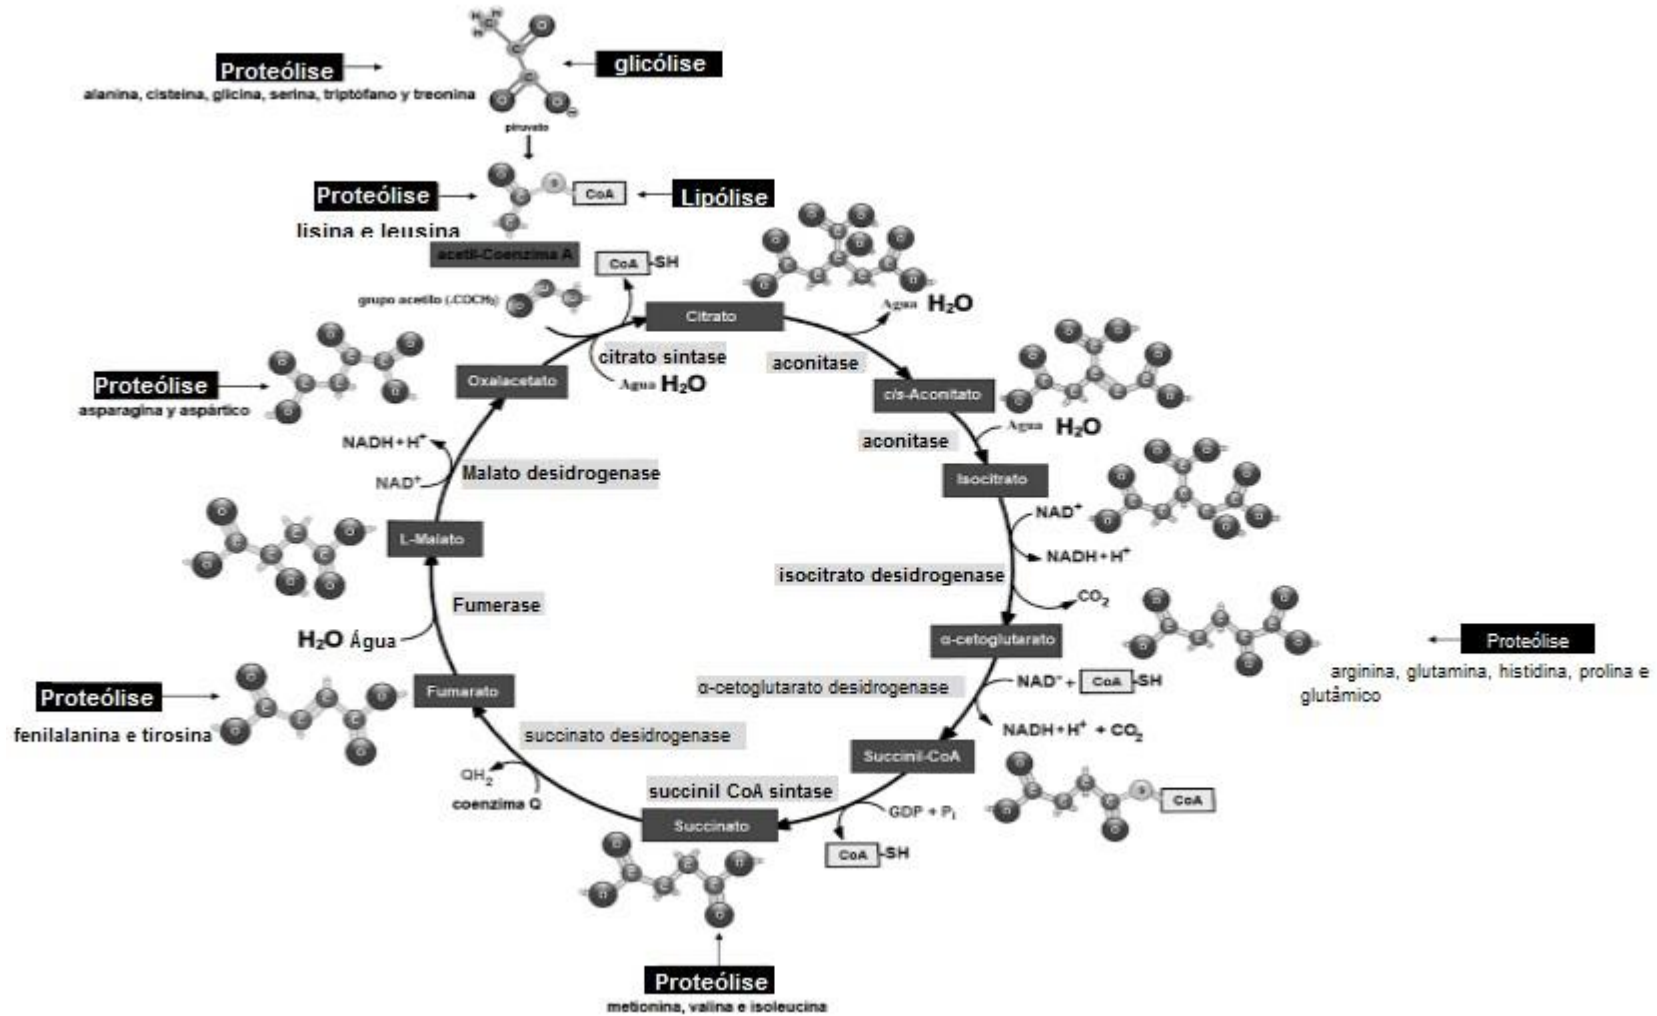 Proteólise
glicólise
alanina, cisteina, glicina, serina, triptófano y treonina
piruvato
Proteólise
CoA
Lipólise
lisina e leusina
acetil-Coenzima A
CoA -SH
grupo acetilo (.COCH₃)
Citrato
Agua H₂O
citrato sintase
Agua H₂O
aconitase
Oxalacetato
Proteólise
asparagina y aspártico
cis-Aconitato
Agua H₂O
aconitase
NADH+H⁺
NAD⁺
Malato desidrogenase
Isocitrato
NAD⁺
NADH+H⁺
L-Malato
isocitrato desidrogenase
CO₂
Fumerase
H₂O Água
α-cetoglutarato
Proteólise
arginina, glutamina, histidina, prolina e
glutâmico
Proteólise
fenilalanina e tirosina
Fumarato
α-cetoglutarato desidrogenase
NAD⁺+ CoA -SH
NADH+H⁺ + CO₂
succinato desidrogenase
Succinil-CoA
QH₂
coenzima Q
succinil CoA sintase
CoA
GDP + Pᵢ
Succinato
CoA -SH
Proteólise
metionina, valina e isoleucina